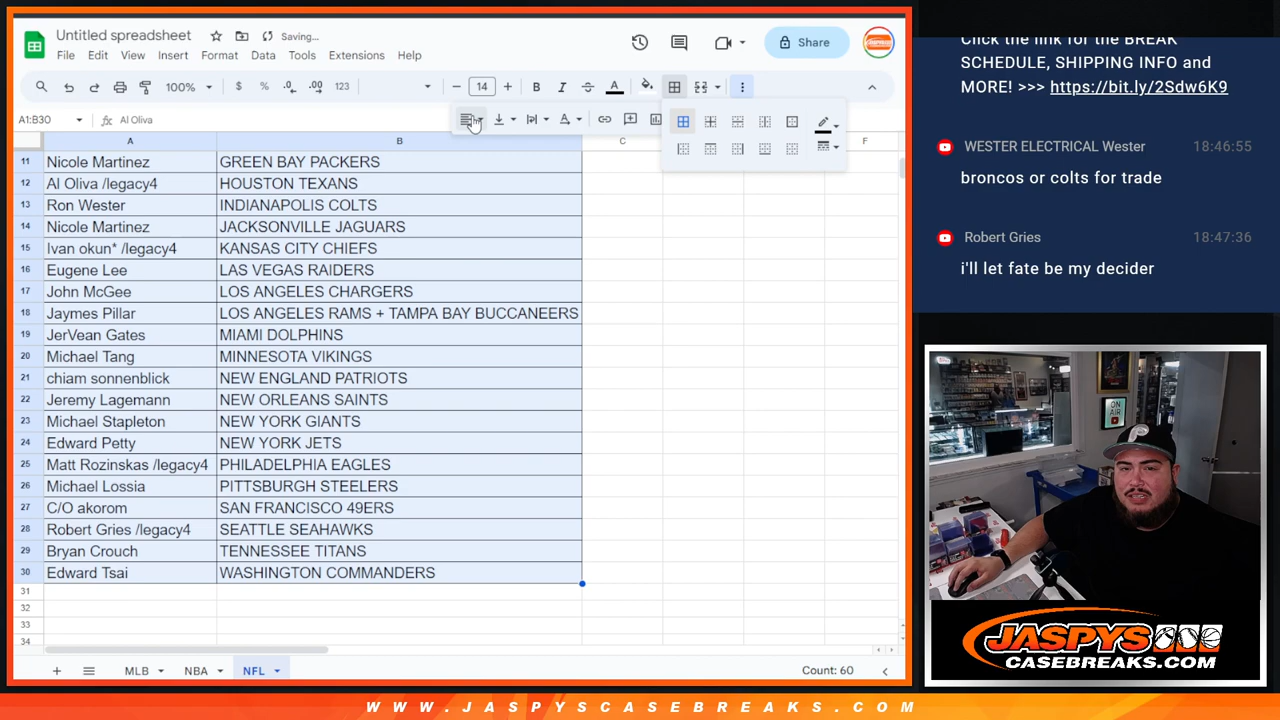 Untitled spreadsheet Saving...
File Edit View Insert Format Data Tools Extensions Help
Share
100% $ % .0 .00 123 14 B I S A
A1:B30 fx Al Oliva
A B C D E F
11 Nicole Martinez GREEN BAY PACKERS
12 Al Oliva /legacy4 HOUSTON TEXANS
13 Ron Wester INDIANAPOLIS COLTS
14 Nicole Martinez JACKSONVILLE JAGUARS
15 Ivan okun* /legacy4 KANSAS CITY CHIEFS
16 Eugene Lee LAS VEGAS RAIDERS
17 John McGee LOS ANGELES CHARGERS
18 Jaymes Pillar LOS ANGELES RAMS + TAMPA BAY BUCCANEERS
19 JerVean Gates MIAMI DOLPHINS
20 Michael Tang MINNESOTA VIKINGS
21 chiam sonnenblick NEW ENGLAND PATRIOTS
22 Jeremy Lagemann NEW ORLEANS SAINTS
23 Michael Stapleton NEW YORK GIANTS
24 Edward Petty NEW YORK JETS
25 Matt Rozinskas /legacy4 PHILADELPHIA EAGLES
26 Michael Lossia PITTSBURGH STEELERS
27 C/O akorom SAN FRANCISCO 49ERS
28 Robert Gries /legacy4 SEATTLE SEAHAWKS
29 Bryan Crouch TENNESSEE TITANS
30 Edward Tsai WASHINGTON COMMANDERS
31
32
33
34
MLB NBA NFL Count: 60
Click the link for the BREAK
SCHEDULE, SHIPPING INFO and
MORE! >>> https://bit.ly/2Sdw6K9
WESTER ELECTRICAL Wester 18:46:55
broncos or colts for trade
Robert Gries 18:47:36
i'll let fate be my decider
ON
AIR
P
JASPYS
CASEBREAKS.COM
WWW.JASPYSCASEBREAKS.COM